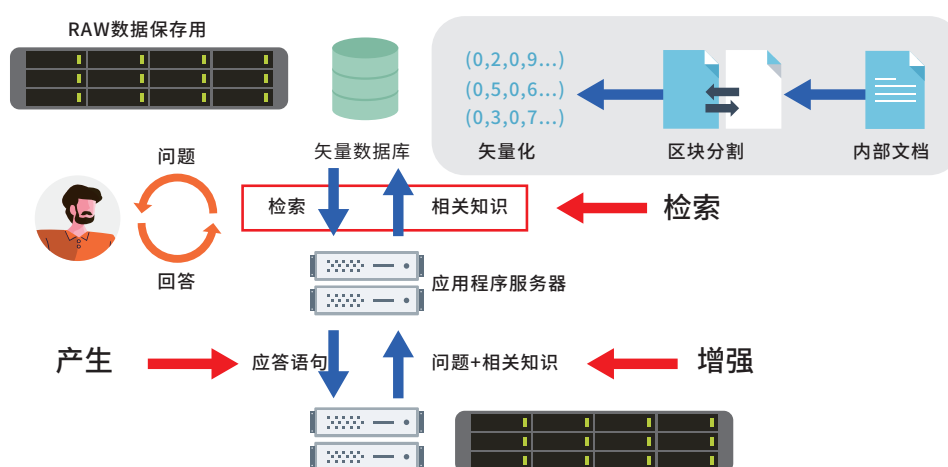 RAW数据保存用
(0,2,0,9...)
(0,5,0,6...)
(0,3,0,7...)
矢量数据库
矢量化
区块分割
内部文档
问题
检索
相关知识
检索
回答
应用程序服务器
产生
应答语句
问题+相关知识
增强